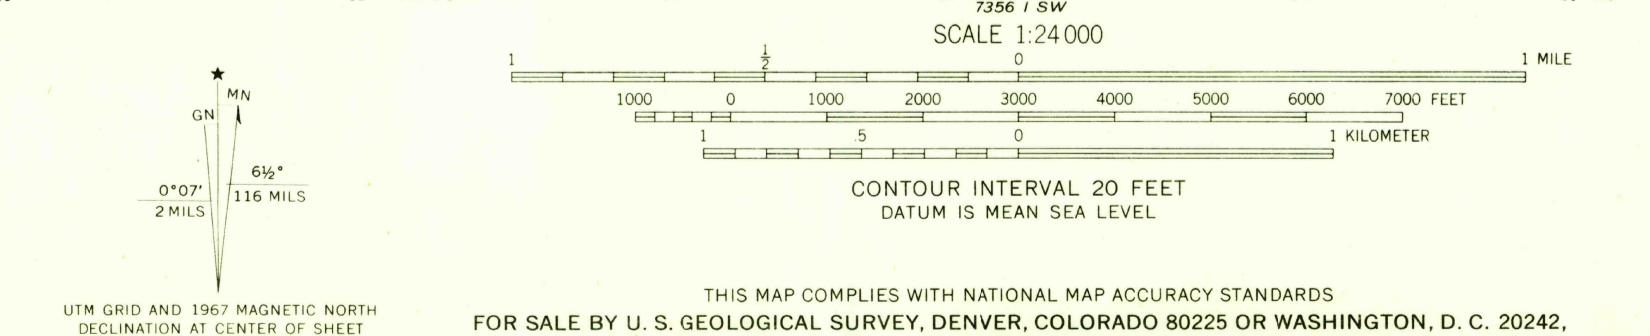 7356 I SW
SCALE 1:24 000
1 ½ 0 1 MILE
1000 0 1000 2000 3000 4000 5000 6000 7000 FEET
1 .5 0 1 KILOMETER
CONTOUR INTERVAL 20 FEET
DATUM IS MEAN SEA LEVEL
★
MN
GN
6½°
116 MILS
0°07'
2 MILS
UTM GRID AND 1967 MAGNETIC NORTH
DECLINATION AT CENTER OF SHEET
THIS MAP COMPLIES WITH NATIONAL MAP ACCURACY STANDARDS
FOR SALE BY U. S. GEOLOGICAL SURVEY, DENVER, COLORADO 80225 OR WASHINGTON, D. C. 20242,